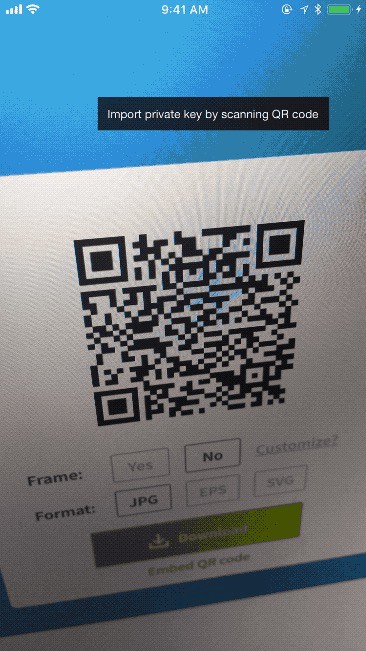 9:41 AM
Import private key by scanning QR code
Frame: Yes No Customize?
Format: JPG EPS SVG
Download
Embed QR code